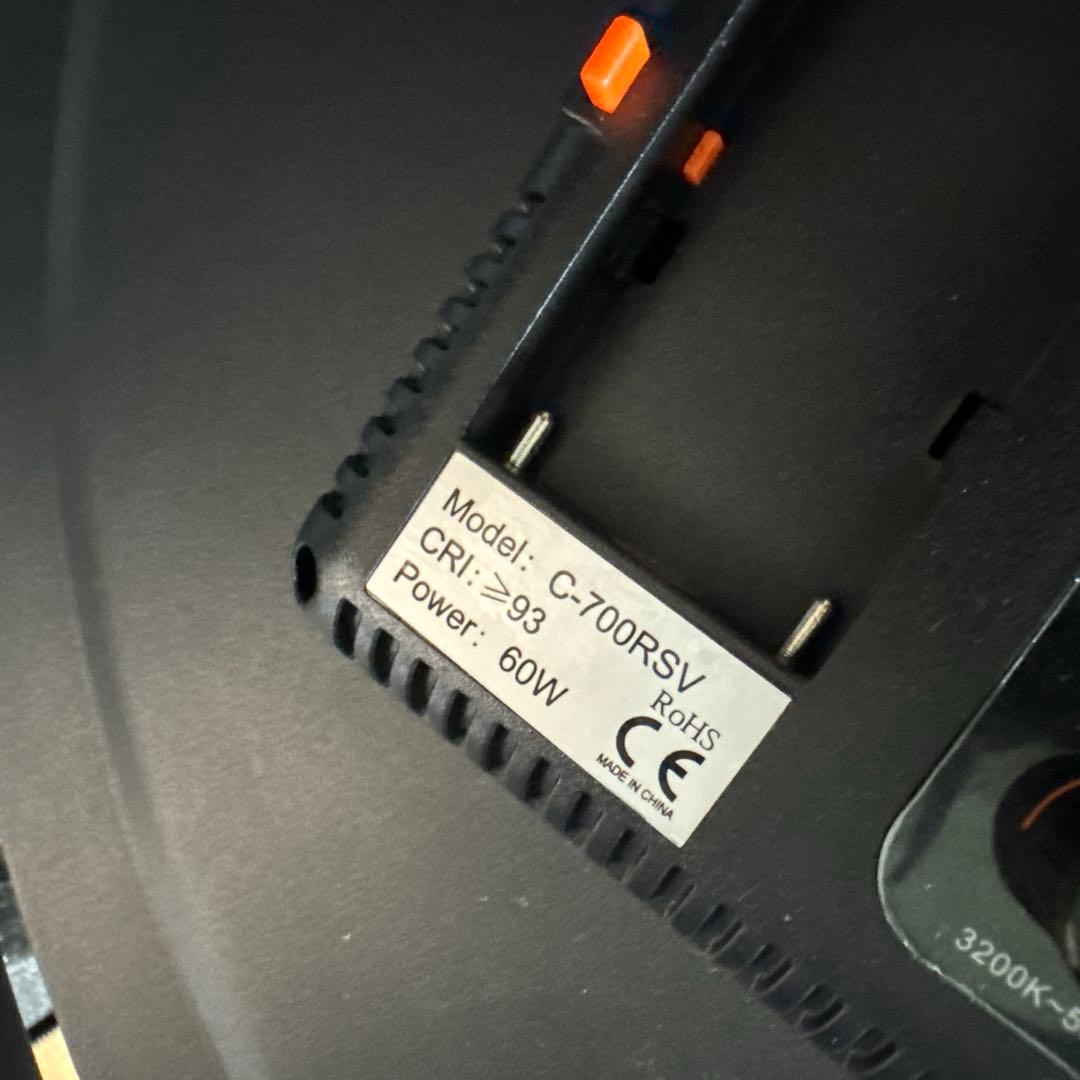 Model: C-700RSV
CRI: ≥93
Power: 60W
RoHS
CE
MADE IN CHINA
3200K~5